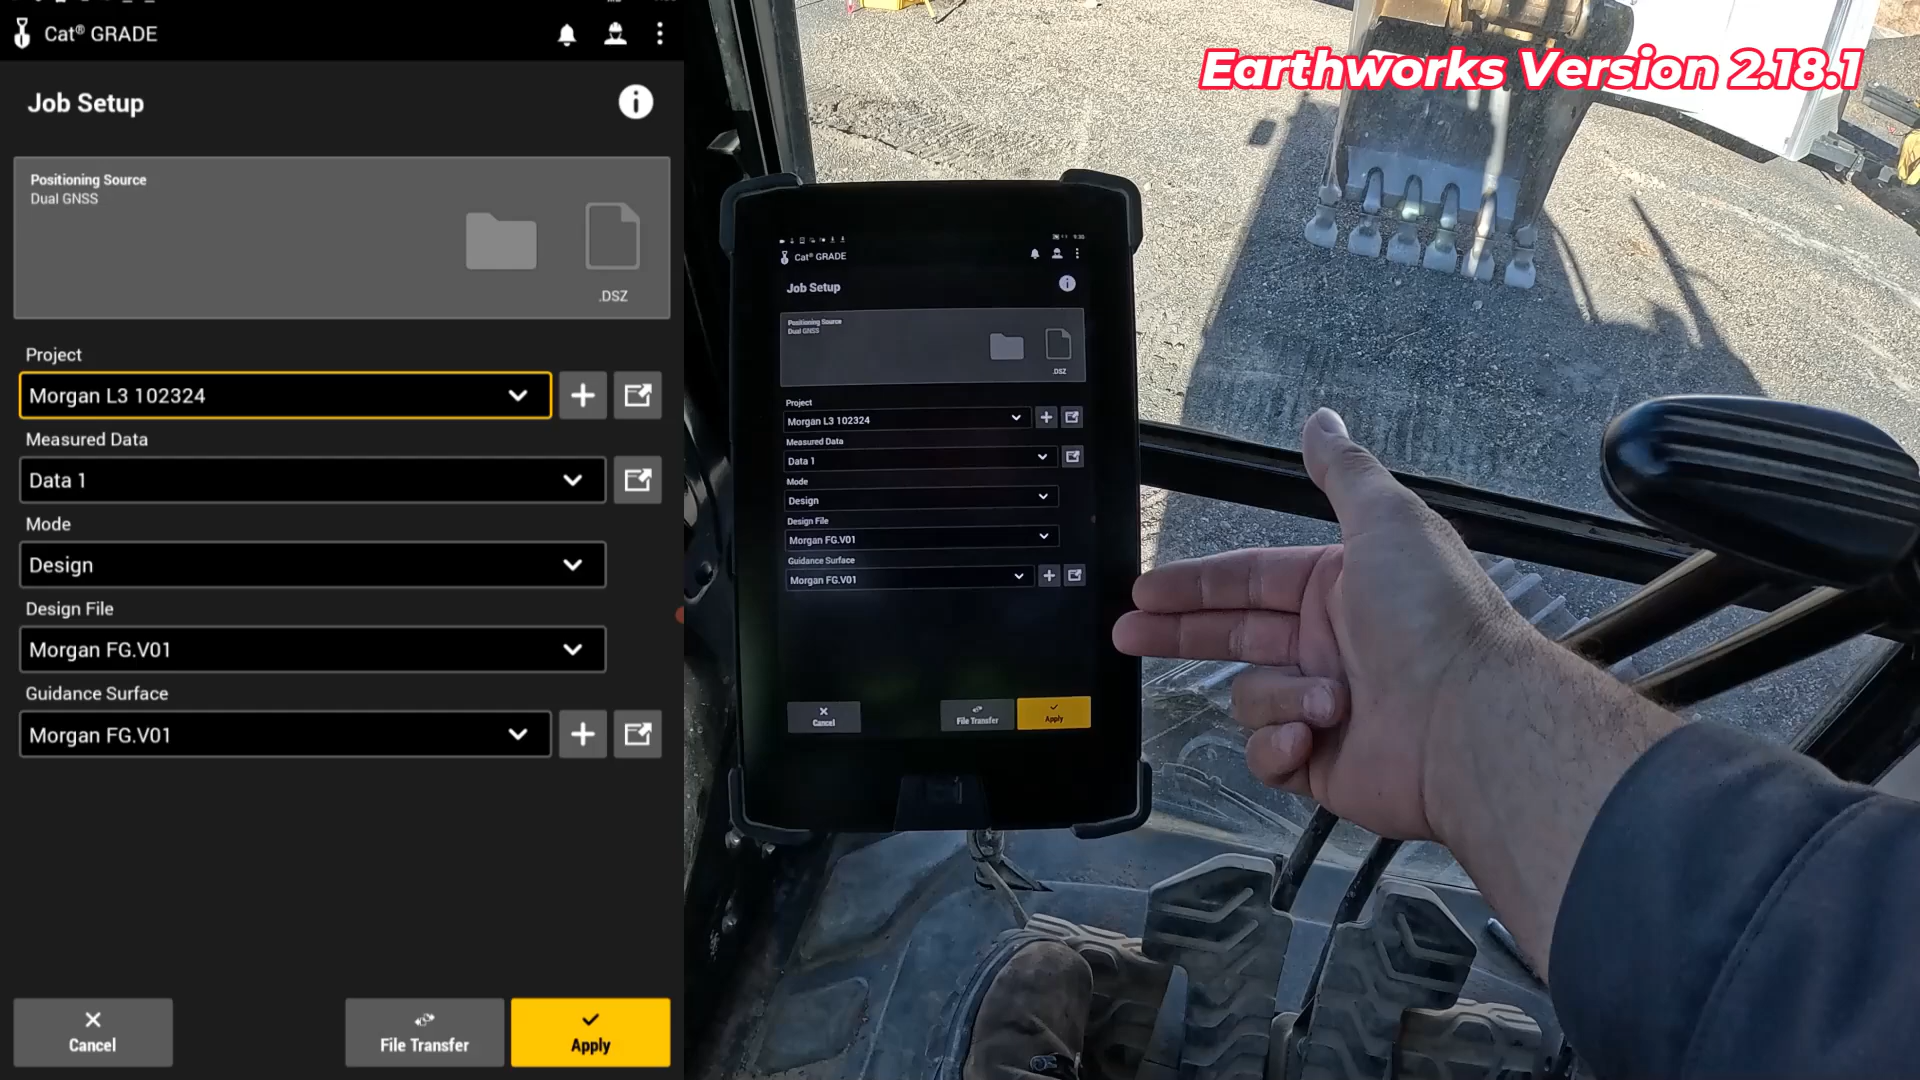 Cat® GRADE
Job Setup
Positioning Source
Dual GNSS
.DSZ
Project
Morgan L3 102324
Measured Data
Data 1
Mode
Design
Design File
Morgan FG.V01
Guidance Surface
Morgan FG.V01
Cancel
File Transfer
Apply
Earthworks Version 2.18.1
9:35
Cat® GRADE
Job Setup
Positioning Source
Dual GNSS
.DSZ
Project
Morgan L3 102324
Measured Data
Data 1
Mode
Design
Design File
Morgan FG.V01
Guidance Surface
Morgan FG.V01
Cancel
File Transfer
Apply